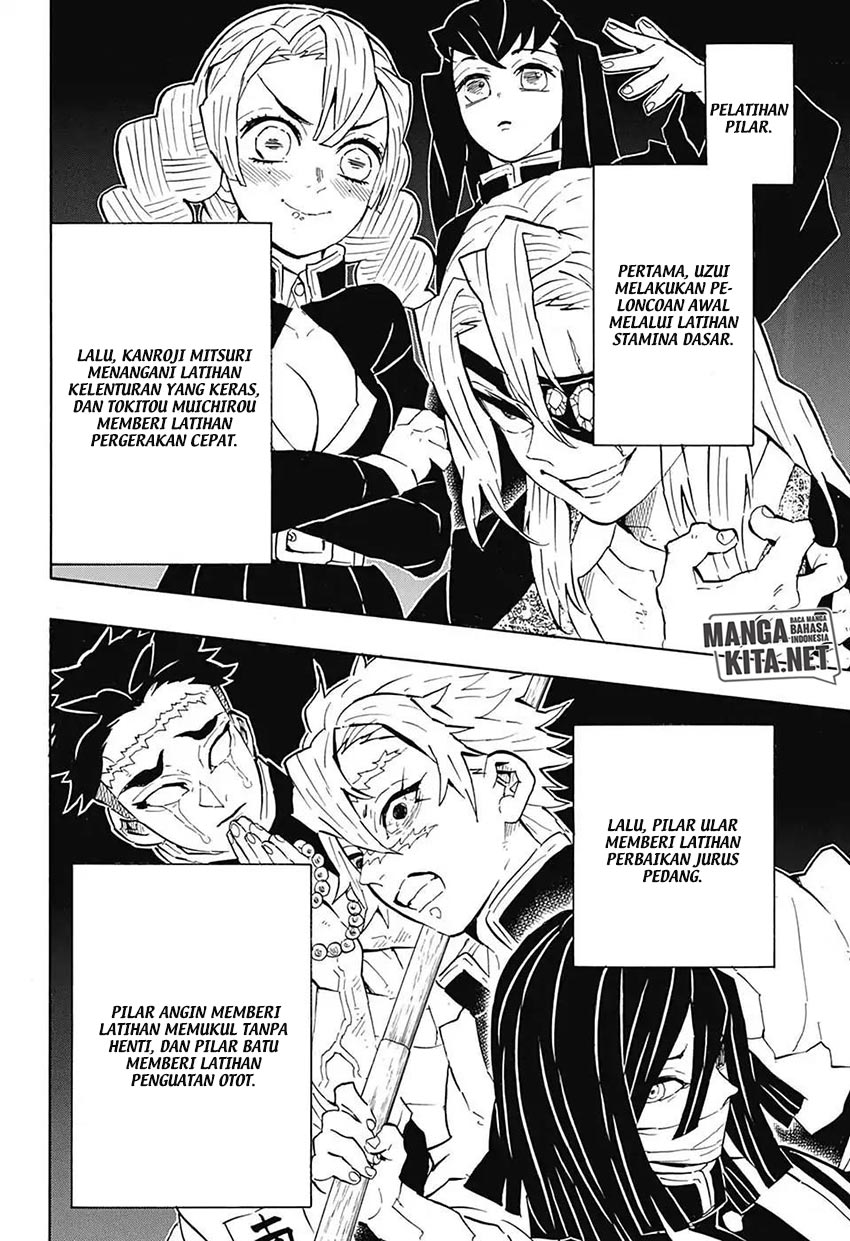 PELATIHAN
PILAR.
PERTAMA, UZUI
MELAKUKAN PE-
LONCOAN AWAL
MELALUI LATIHAN
STAMINA DASAR.
LALU, KANROJI MITSURI
MENANGANI LATIHAN
KELENTURAN YANG KERAS,
DAN TOKITOU MUICHIROU
MEMBERI LATIHAN
PERGERAKAN CEPAT.
MANGA
BACA MANGA
BAHASA
INDONESIA
KITA.NET
LALU, PILAR ULAR
MEMBERI LATIHAN
PERBAIKAN JURUS
PEDANG.
PILAR ANGIN MEMBERI
LATIHAN MEMUKUL TANPA
HENTI, DAN PILAR BATU
MEMBERI LATIHAN
PENGUATAN OTOT.